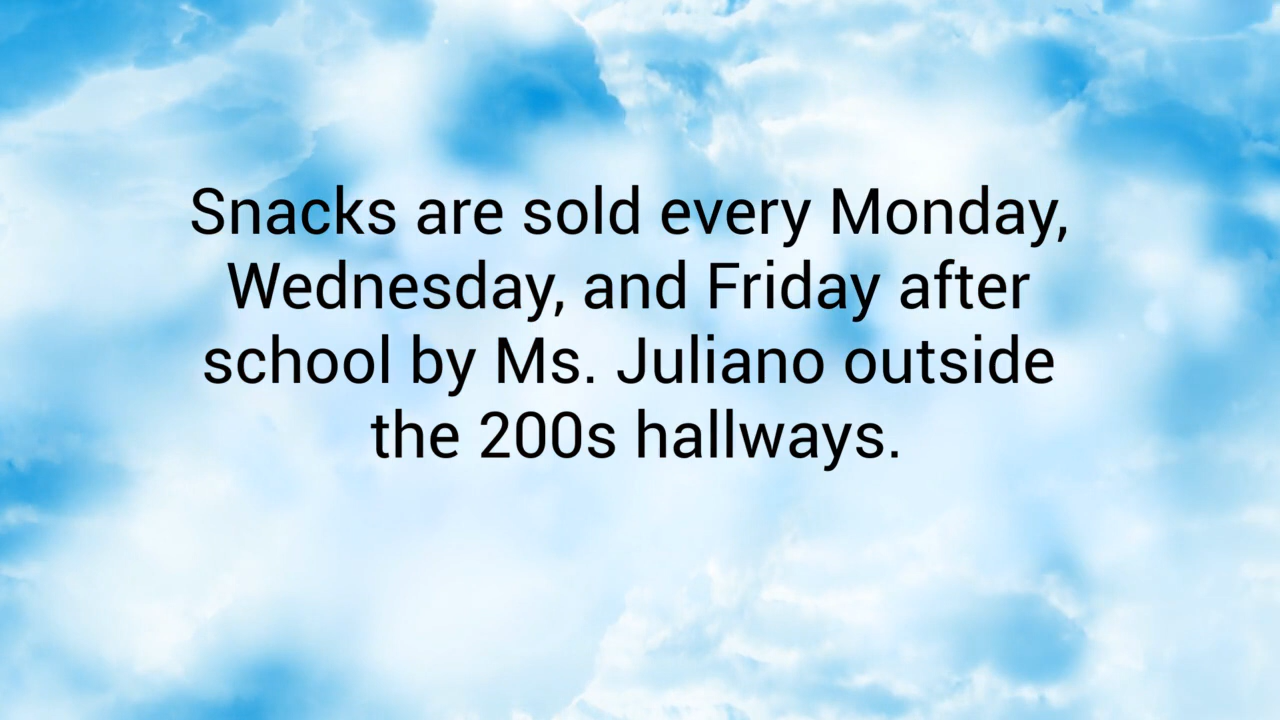 Snacks are sold every Monday,
Wednesday, and Friday after
school by Ms. Juliano outside
the 200s hallways.